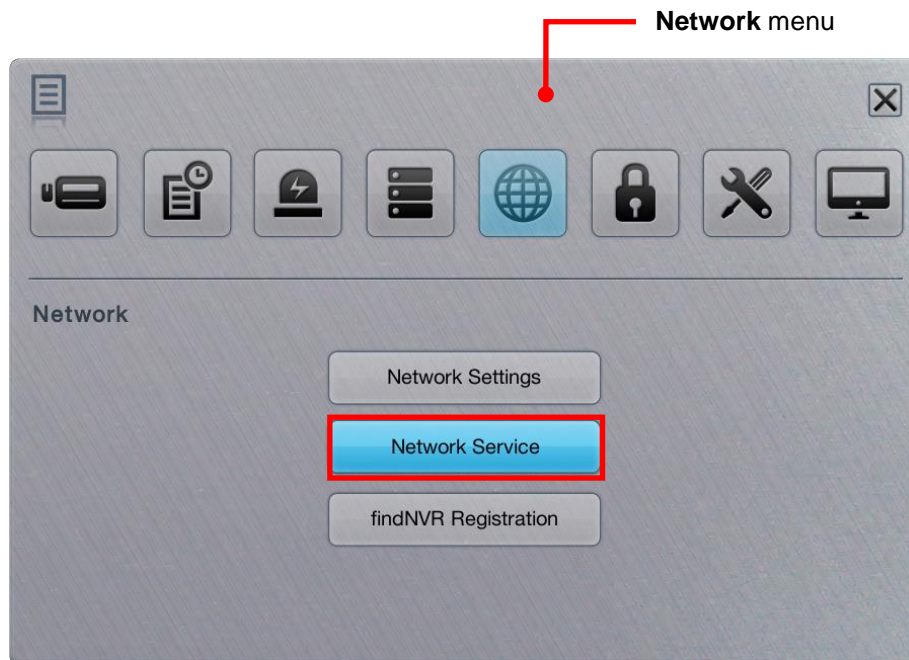 Network menu
Network
Network Settings
Network Service
findNVR Registration